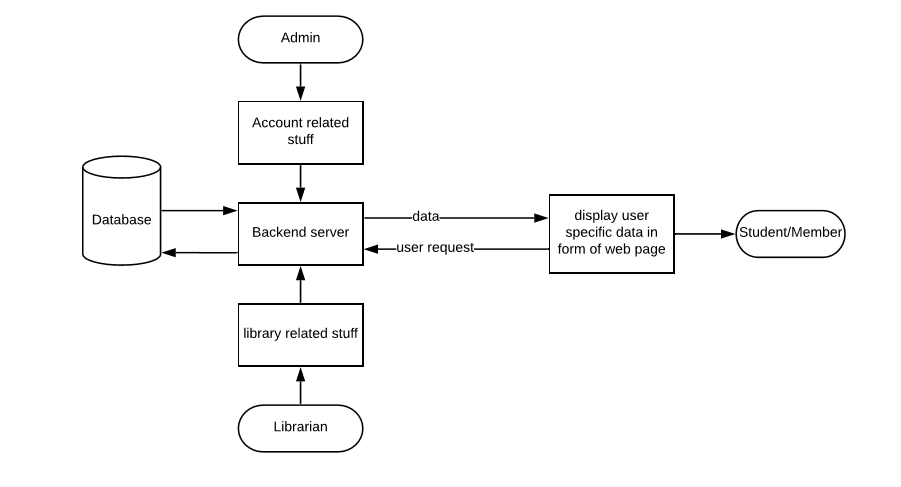 Admin
Account related
stuff
Database
Backend server
data
user request
display user
specific data in
form of web page
Student/Member
library related stuff
Librarian